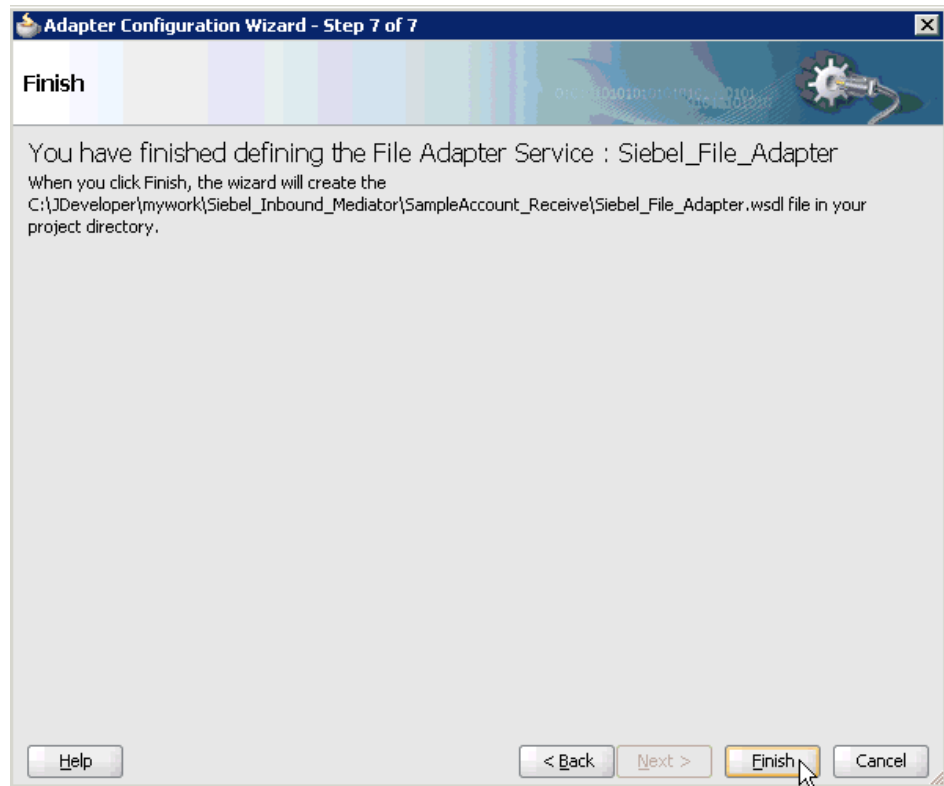 Adapter Configuration Wizard - Step 7 of 7
Finish
You have finished defining the File Adapter Service : Siebel_File_Adapter
When you click Finish, the wizard will create the
C:\JDeveloper\mywork\Siebel_Inbound_Mediator\SampleAccount_Receive\Siebel_File_Adapter.wsdl file in your
project directory.
Help
< Back
Next >
Finish
Cancel